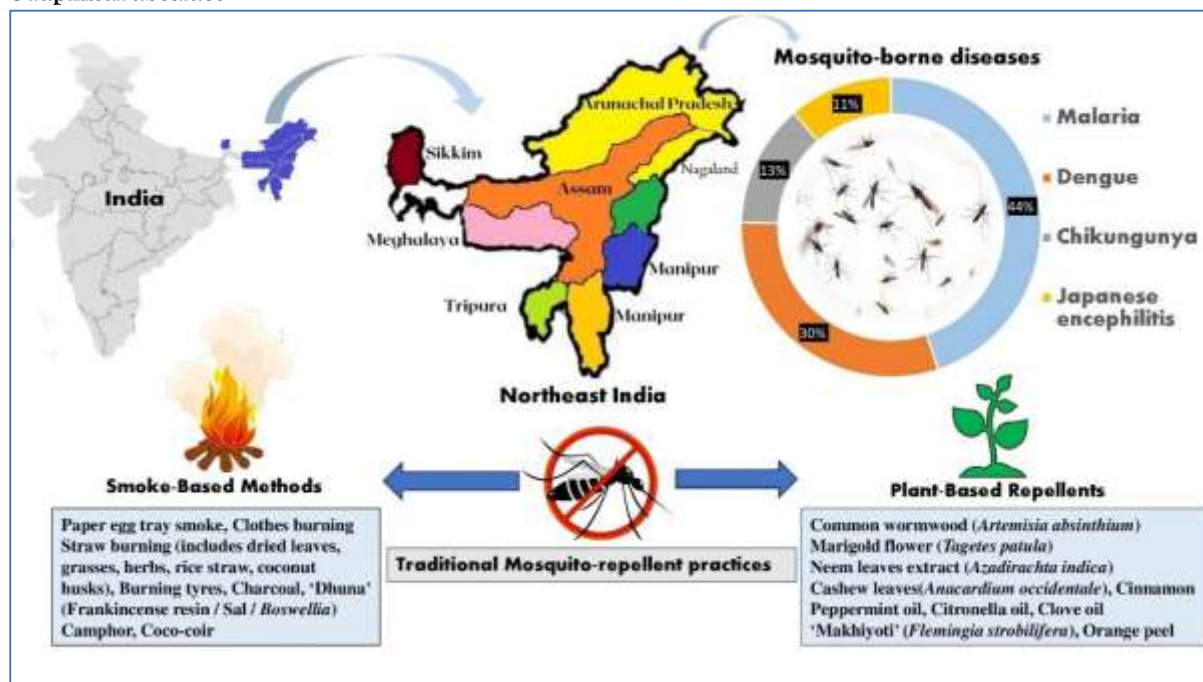 India
Sikkim
Arunachal Pradesh
Nagaland
Assam
Meghalaya
Manipur
Tripura
Manipur
Northeast India
Mosquito-borne diseases
11%
13%
44%
30%
Malaria
Dengue
Chikungunya
Japanese
encephilitis
Smoke-Based Methods
Paper egg tray smoke, Clothes burning
Straw burning (includes dried leaves,
grasses, herbs, rice straw, coconut
husks), Burning tyres, Charcoal, ‘Dhuna’
(Frankincense resin / Sal / Boswellia)
Camphor, Coco-coir
Traditional Mosquito-repellent practices
Plant-Based Repellents
Common wormwood (Artemisia absinthium)
Marigold flower (Tagetes patula)
Neem leaves extract (Azadirachta indica)
Cashew leaves(Anacardium occidentale), Cinnamon
Peppermint oil, Citronella oil, Clove oil
‘Makhiyoti’ (Flemingia strobilifera), Orange peel